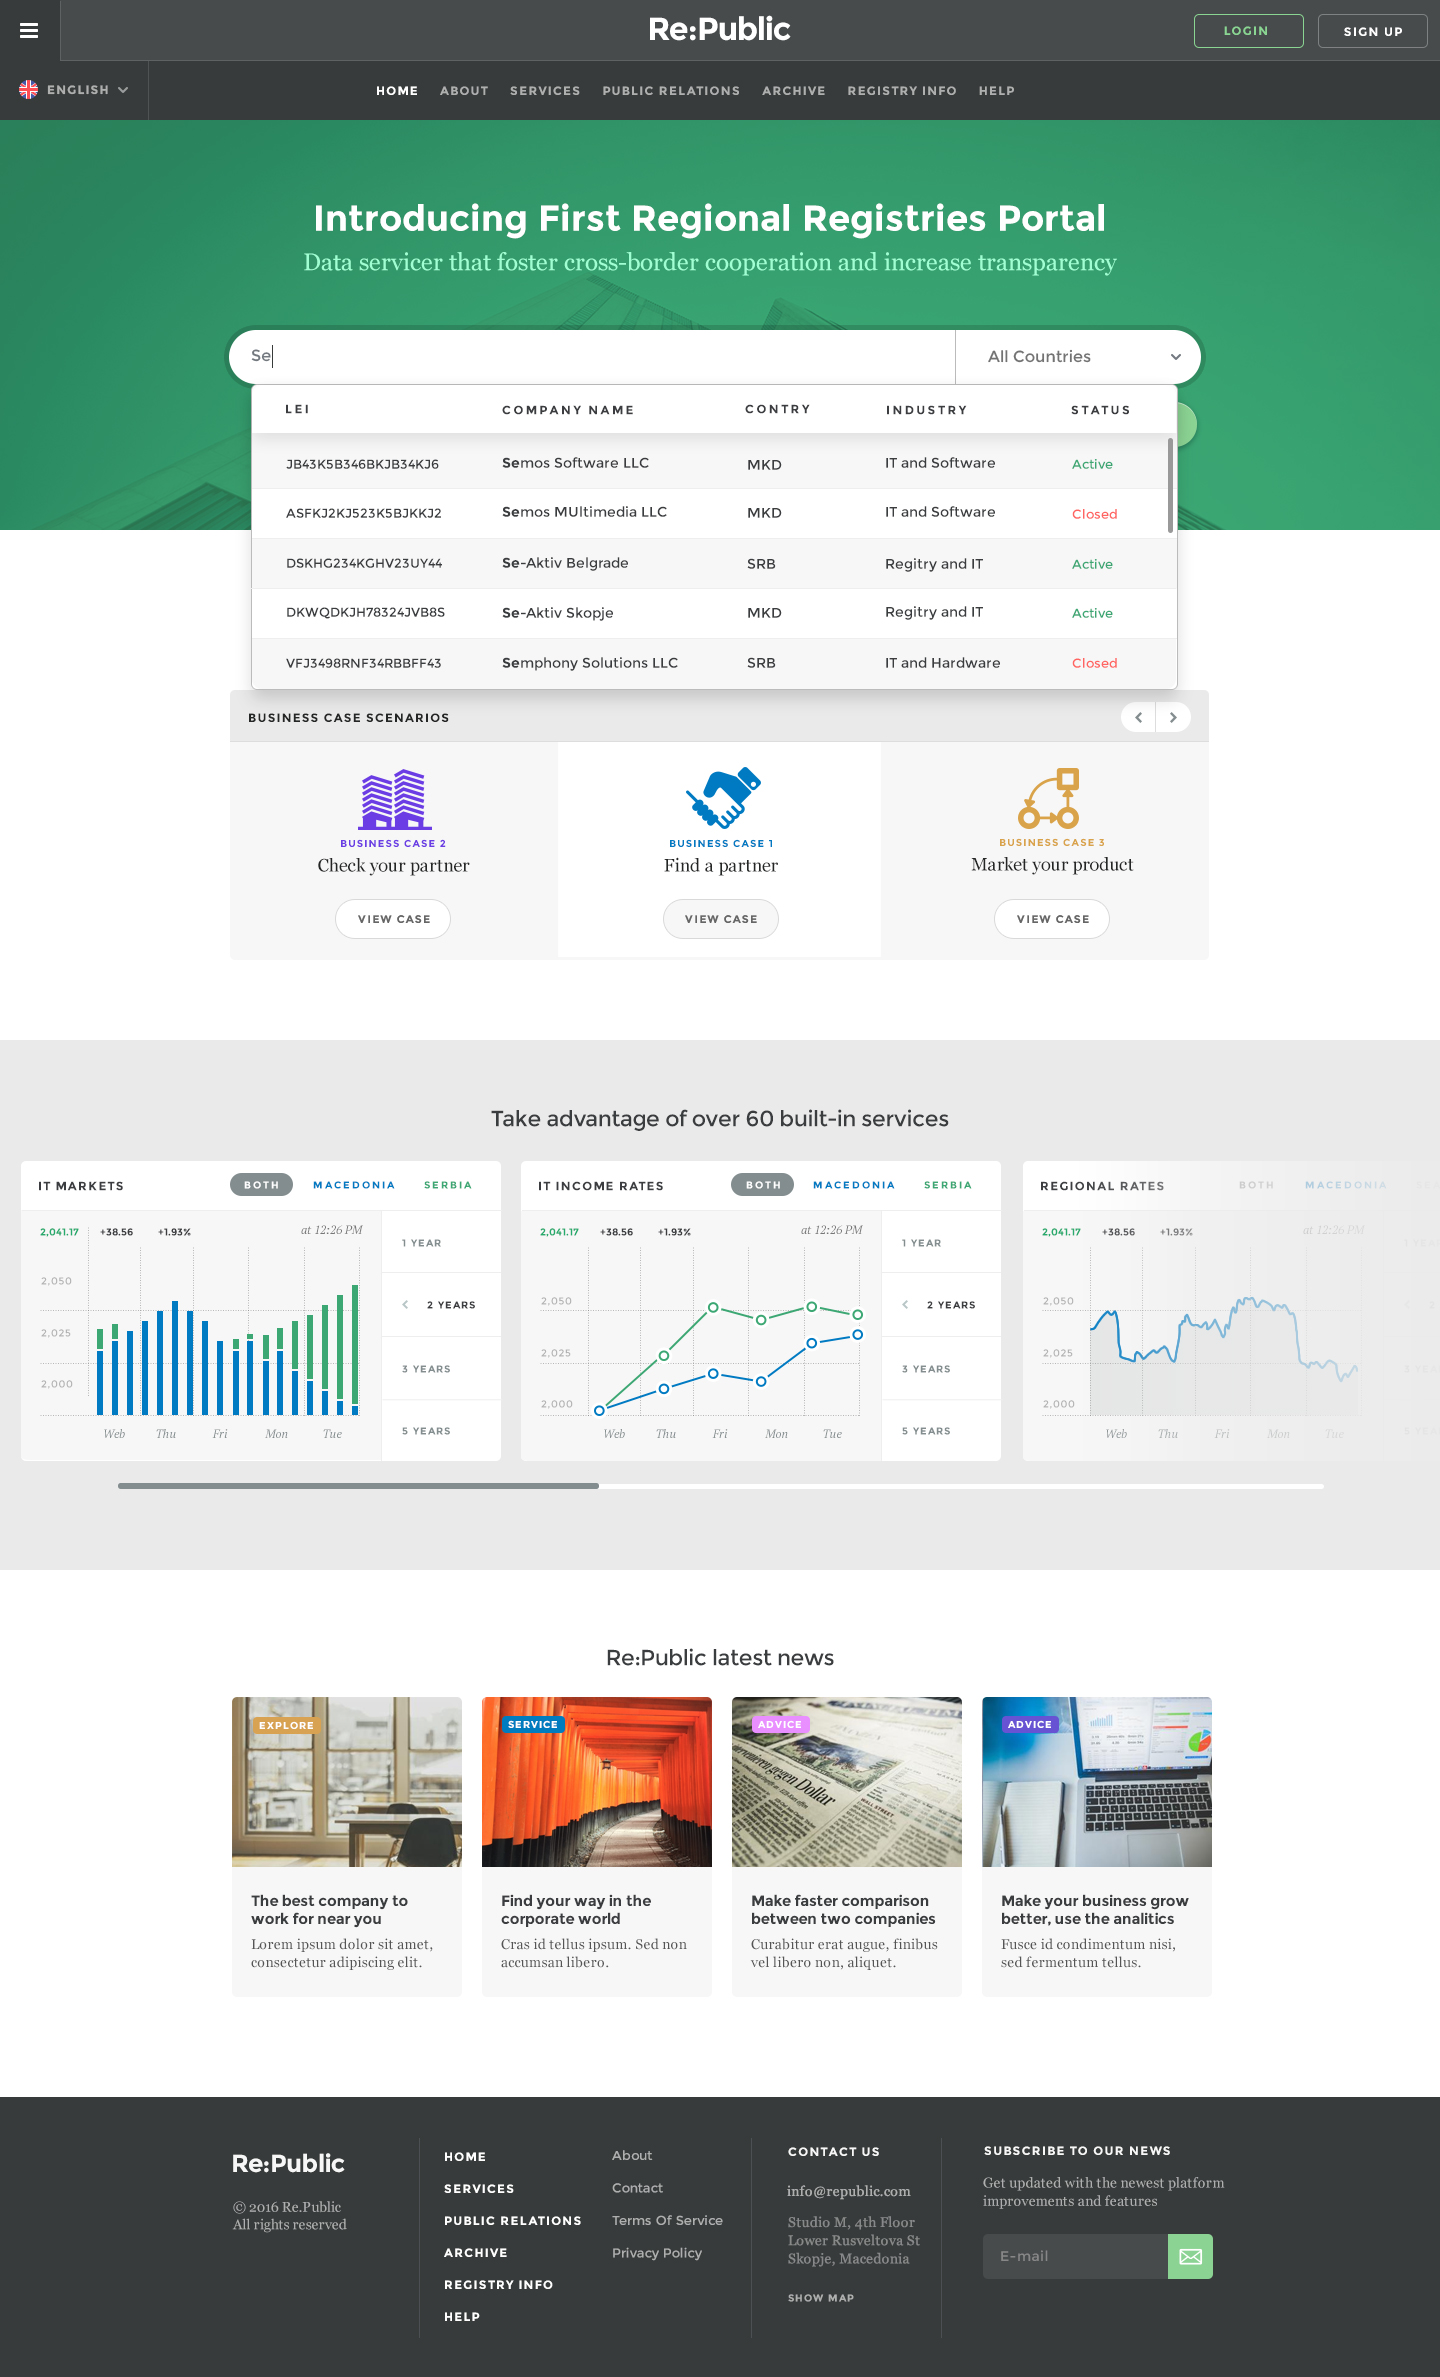 Re:Public
LOGIN
SIGN UP
ENGLISH
HOME ABOUT SERVICES PUBLIC RELATIONS ARCHIVE REGISTRY INFO HELP
Introducing First Regional Registries Portal
Data servicer that foster cross-border cooperation and increase transparency
Se
All Countries
LEI COMPANY NAME CONTRY INDUSTRY STATUS
JB43K5B346BKJB34KJ6 Semos Software LLC MKD IT and Software Active
ASFKJ2KJ523K5BJKKJ2 Semos MUltimedia LLC MKD IT and Software Closed
DSKHG234KGHV23UY44 Se-Aktiv Belgrade SRB Regitry and IT Active
DKWQDKJH78324JVB8S Se-Aktiv Skopje MKD Regitry and IT Active
VFJ3498RNF34RBBFF43 Semphony Solutions LLC SRB IT and Hardware Closed
BUSINESS CASE SCENARIOS
BUSINESS CASE 2
Check your partner
VIEW CASE
BUSINESS CASE 1
Find a partner
VIEW CASE
BUSINESS CASE 3
Market your product
VIEW CASE
Take advantage of over 60 built-in services
IT MARKETS BOTH MACEDONIA SERBIA
2,041.17 +38.56 +1.93% at 12:26 PM
2,050
2,025
2,000
Web Thu Fri Mon Tue
1 YEAR
2 YEARS
3 YEARS
5 YEARS
IT INCOME RATES BOTH MACEDONIA SERBIA
2,041.17 +38.56 +1.93% at 12:26 PM
2,050
2,025
2,000
Web Thu Fri Mon Tue
1 YEAR
2 YEARS
3 YEARS
5 YEARS
REGIONAL RATES BOTH MACEDONIA
2,041.17 +38.56 +1.93% at 12:26 PM
2,050
2,025
2,000
Web Thu Fri Mon Tue
Re:Public latest news
EXPLORE
The best company to
work for near you
Lorem ipsum dolor sit amet,
consectetur adipiscing elit.
SERVICE
Find your way in the
corporate world
Cras id tellus ipsum. Sed non
accumsan libero.
ADVICE
gegen Dollar
WALL STREET
Make faster comparison
between two companies
Curabitur erat augue, finibus
vel libero non, aliquet.
ADVICE
Make your business grow
better, use the analitics
Fusce id condimentum nisi,
sed fermentum tellus.
Re:Public
© 2016 Re.Public
All rights reserved
HOME
SERVICES
PUBLIC RELATIONS
ARCHIVE
REGISTRY INFO
HELP
About
Contact
Terms Of Service
Privacy Policy
CONTACT US
info@republic.com
Studio M, 4th Floor
Lower Rusveltova St
Skopje, Macedonia
SHOW MAP
SUBSCRIBE TO OUR NEWS
Get updated with the newest platform
improvements and features
E-mail